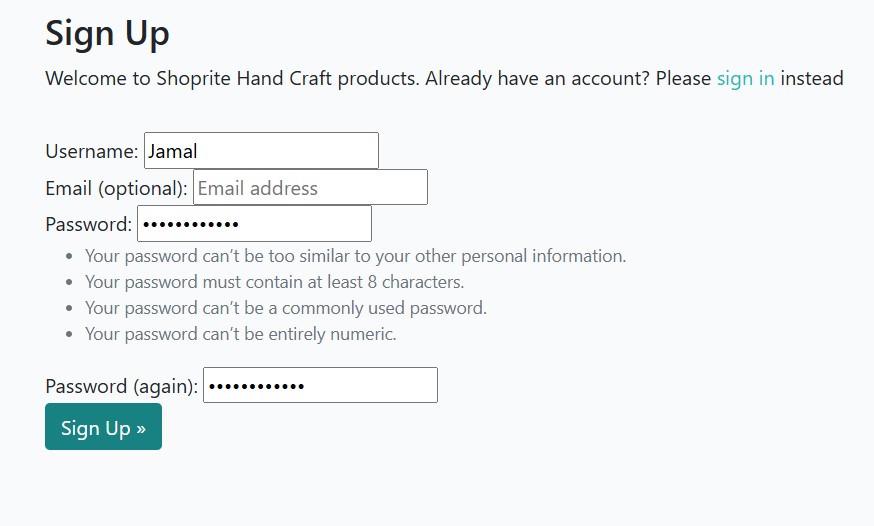 Sign Up
Welcome to Shoprite Hand Craft products. Already have an account? Please sign in instead
Username: Jamal
Email (optional): Email address
Password: ••••••••••••
• Your password can’t be too similar to your other personal information.
• Your password must contain at least 8 characters.
• Your password can’t be a commonly used password.
• Your password can’t be entirely numeric.
Password (again): ••••••••••••
Sign Up »